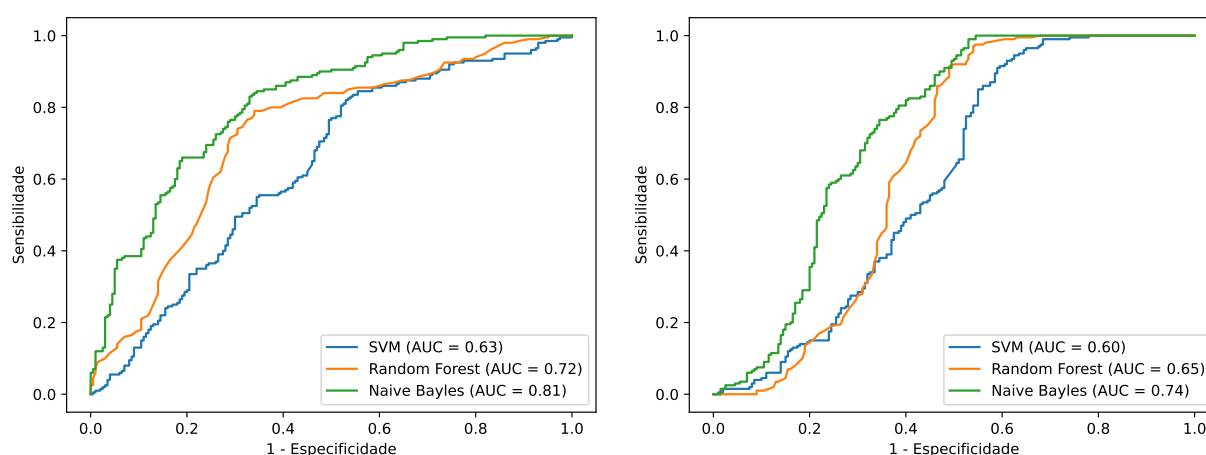 1.0
0.8
0.6
0.4
0.2
0.0
Sensibilidade
0.0 0.2 0.4 0.6 0.8 1.0
1 - Especificidade
SVM (AUC = 0.63)
Random Forest (AUC = 0.72)
Naive Bayles (AUC = 0.81)
1.0
0.8
0.6
0.4
0.2
0.0
Sensibilidade
0.0 0.2 0.4 0.6 0.8 1.0
1 - Especificidade
SVM (AUC = 0.60)
Random Forest (AUC = 0.65)
Naive Bayles (AUC = 0.74)